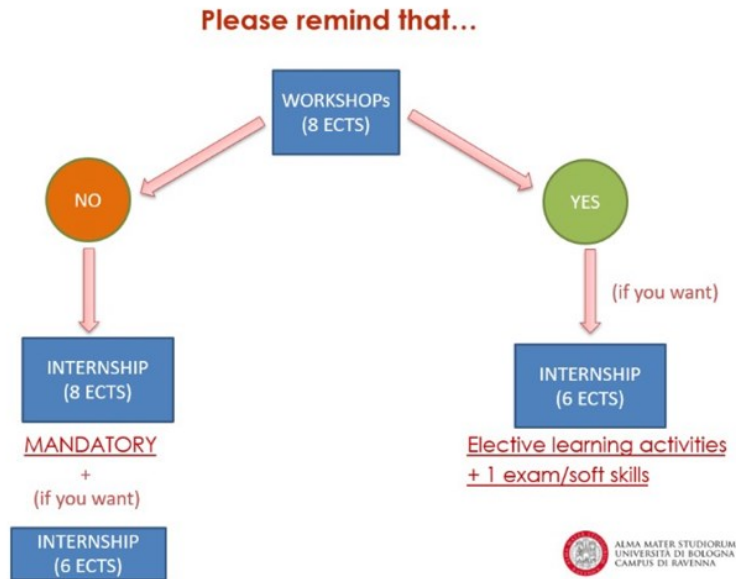 Please remind that...
WORKSHOPs
(8 ECTS)
NO
YES
(if you want)
INTERNSHIP
(8 ECTS)
INTERNSHIP
(6 ECTS)
MANDATORY
+
(if you want)
Elective learning activities
+ 1 exam/soft skills
INTERNSHIP
(6 ECTS)
ALMA MATER STUDIORUM
UNIVERSITÀ DI BOLOGNA
CAMPUS DI RAVENNA